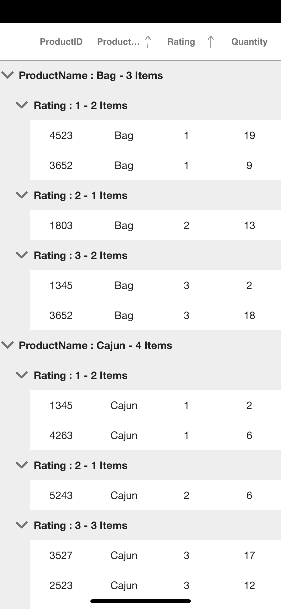 ProductID Product... Rating Quantity
ProductName : Bag - 3 Items
Rating : 1 - 2 Items
4523 Bag 1 19
3652 Bag 1 9
Rating : 2 - 1 Items
1803 Bag 2 13
Rating : 3 - 2 Items
1345 Bag 3 2
3652 Bag 3 18
ProductName : Cajun - 4 Items
Rating : 1 - 2 Items
1345 Cajun 1 2
4263 Cajun 1 6
Rating : 2 - 1 Items
5243 Cajun 2 6
Rating : 3 - 3 Items
3527 Cajun 3 17
2523 Cajun 3 12